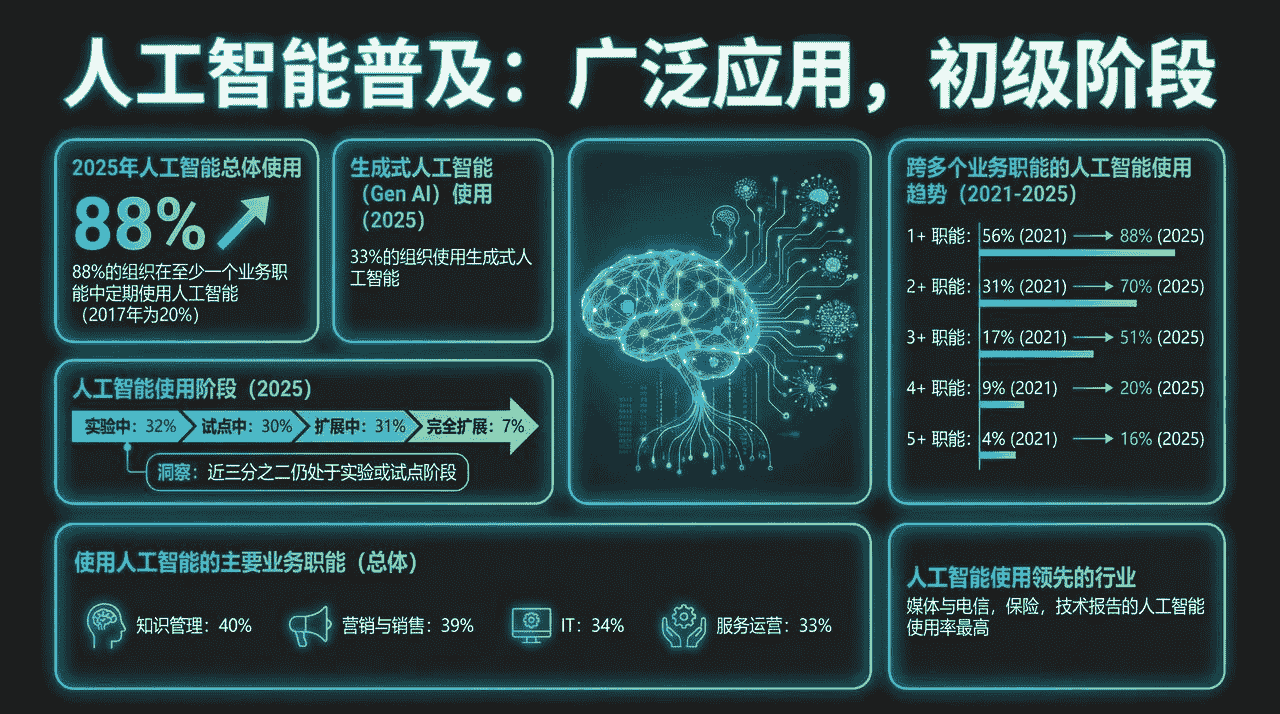 人工智能普及：广泛应用，初级阶段
2025年人工智能总体使用
88%
88%的组织在至少一个业务职
能中定期使用人工智能
（2017年为20%）
生成式人工智能
（Gen AI）使用
（2025）
33%的组织使用生成式人
工智能
人工智能使用阶段（2025）
实验中：32%
试点中：30%
扩展中：31%
完全扩展：7%
洞察：近三分之二仍处于实验或试点阶段
跨多个业务职能的人工智能使用
趋势（2021-2025）
1+ 职能：56% (2021) → 88% (2025)
2+ 职能：31% (2021) → 70% (2025)
3+ 职能：17% (2021) → 51% (2025)
4+ 职能：9% (2021) → 20% (2025)
5+ 职能：4% (2021) → 16% (2025)
使用人工智能的主要业务职能（总体）
知识管理：40%
营销与销售：39%
IT：34%
服务运营：33%
人工智能使用领先的行业
媒体与电信，保险，技术报告的人工智能
使用率最高